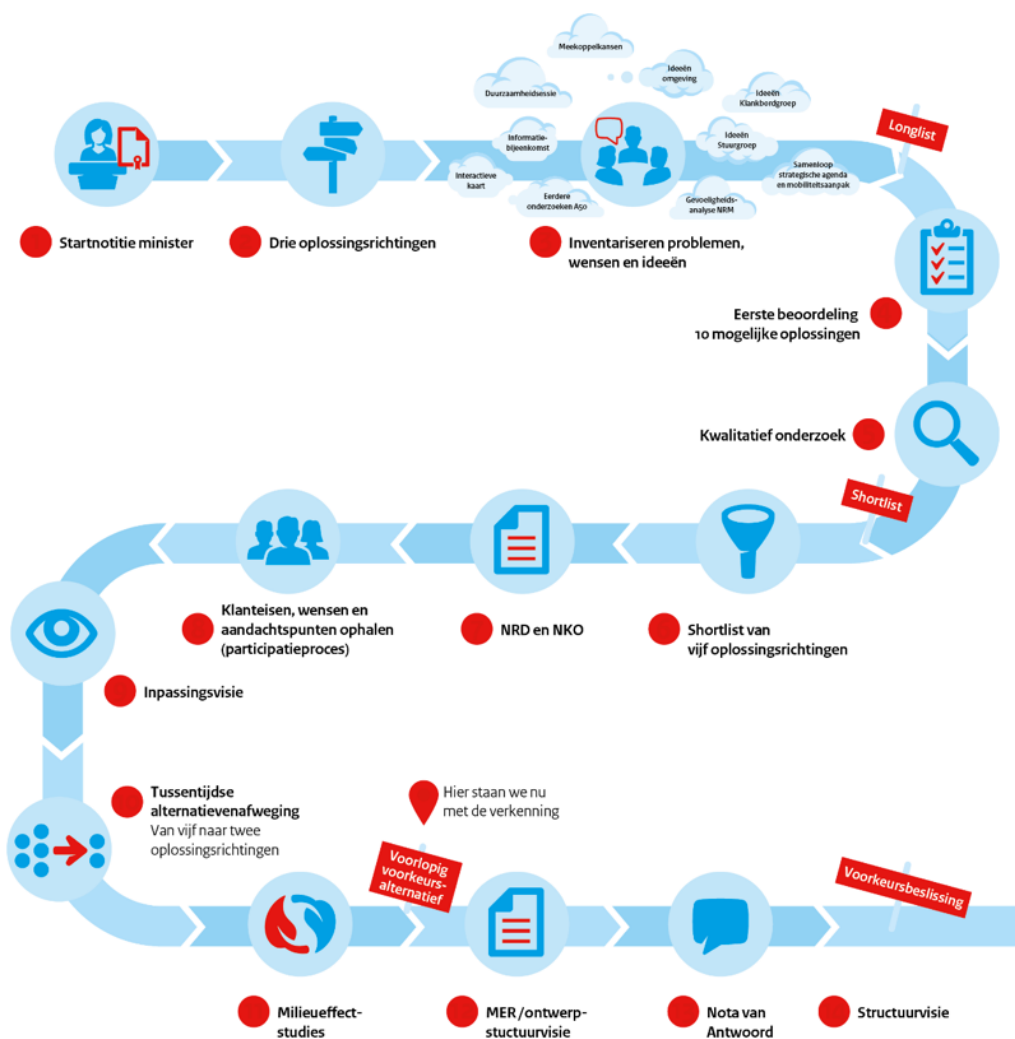 Meekoppelkansen
Ideeën
omgeving
Duurzaamheidsessie
Ideeën
Klankbordgroep
Informatie-
bijeenkomst
Ideeën
Stuurgroep
Longlist
Interactieve
kaart
Samenloop
strategische agenda
en mobiliteitsaanpak
Eerdere
onderzoeken A50
Gevoeligheids-
analyse NRM
Startnotitie minister
Drie oplossingsrichtingen
Inventariseren problemen,
wensen en ideeën
Eerste beoordeling
10 mogelijke oplossingen
Kwalitatief onderzoek
Shortlist
Shortlist van
vijf oplossingsrichtingen
NRD en NKO
Klanteisen, wensen en
aandachtspunten ophalen
(participatieproces)
Inpassingsvisie
Tussentijdse
alternatievenafweging
Van vijf naar twee
oplossingsrichtingen
Hier staan we nu
met de verkenning
Voorlopig
voorkeurs-
alternatief
Voorkeursbeslissing
Milieueffect-
studies
MER/ontwerp-
stuctuurvisie
Nota van
Antwoord
Structuurvisie